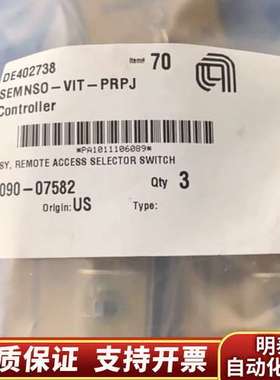 DE402738 Item# 70
SEMNSO-VIT-PRPJ
Controller
*PA1011106089*
SY, REMOTE ACCESS SELECTOR SWITCH
090-07582 Qty 3
Origin: US Type:
质保证 支持开票
明
自动化